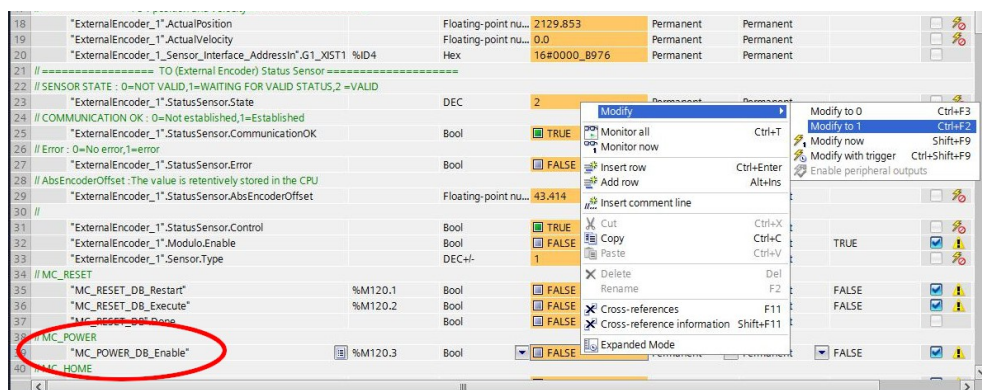 18 "ExternalEncoder_1".ActualPosition Floating-point nu... 2129.853 Permanent Permanent
19 "ExternalEncoder_1".ActualVelocity Floating-point nu... 0.0 Permanent Permanent
20 "ExternalEncoder_1_Sensor_Interface_AddressIn".G1_XIST1 %ID4 Hex 16#0000_B976 Permanent Permanent
21 // ================= TO (External Encoder) Status Sensor ====================
22 // SENSOR STATE : 0=NOT VALID,1=WAITING FOR VALID STATUS,2 =VALID
23 "ExternalEncoder_1".StatusSensor.State DEC 2 Permanent Permanent
24 // COMMUNICATION OK : 0=Not established,1=Established
25 "ExternalEncoder_1".StatusSensor.CommunicationOK Bool TRUE
26 // Error : 0=No error,1=error
27 "ExternalEncoder_1".StatusSensor.Error Bool FALSE
28 // AbsEncoderOffset :The value is retentively stored in the CPU
29 "ExternalEncoder_1".StatusSensor.AbsEncoderOffset Floating-point nu... 43.414
30 //
31 "ExternalEncoder_1".StatusSensor.Control Bool TRUE
32 "ExternalEncoder_1".Modulo.Enable Bool FALSE TRUE
33 "ExternalEncoder_1".Sensor.Type DEC+/- 1
34 // MC_RESET
35 "MC_RESET_DB_Restart" %M120.1 Bool FALSE FALSE
36 "MC_RESET_DB_Execute" %M120.2 Bool FALSE FALSE
37 "MC_RESET_DB".Done Bool FALSE
38 // MC_POWER
39 "MC_POWER_DB_Enable" %M120.3 Bool FALSE Permanent Permanent FALSE
40 // MC_HOME
Modify
Monitor all Ctrl+T
Monitor now
Insert row Ctrl+Enter
Add row Alt+Ins
Insert comment line
Cut Ctrl+X
Copy Ctrl+C
Paste Ctrl+V
Delete Del
Rename F2
Cross-references F11
Cross-reference information Shift+F11
Expanded Mode
Modify to 0 Ctrl+F3
Modify to 1 Ctrl+F2
Modify now Shift+F9
Modify with trigger Ctrl+Shift+F9
Enable peripheral outputs